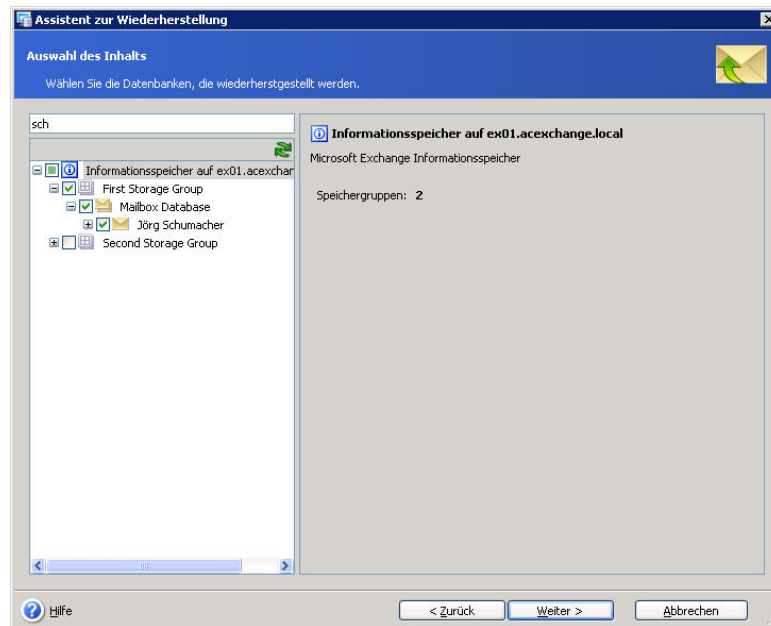 Assistent zur Wiederherstellung
Auswahl des Inhalts
Wählen Sie die Datenbanken, die wiederherstgestellt werden.
sch
Informationsspeicher auf ex01.acexchar
First Storage Group
Mailbox Database
Jörg Schumacher
Second Storage Group
Informationsspeicher auf ex01.acexchange.local
Microsoft Exchange Informationsspeicher
Speichergruppen: 2
Hilfe
< Zurück
Weiter >
Abbrechen